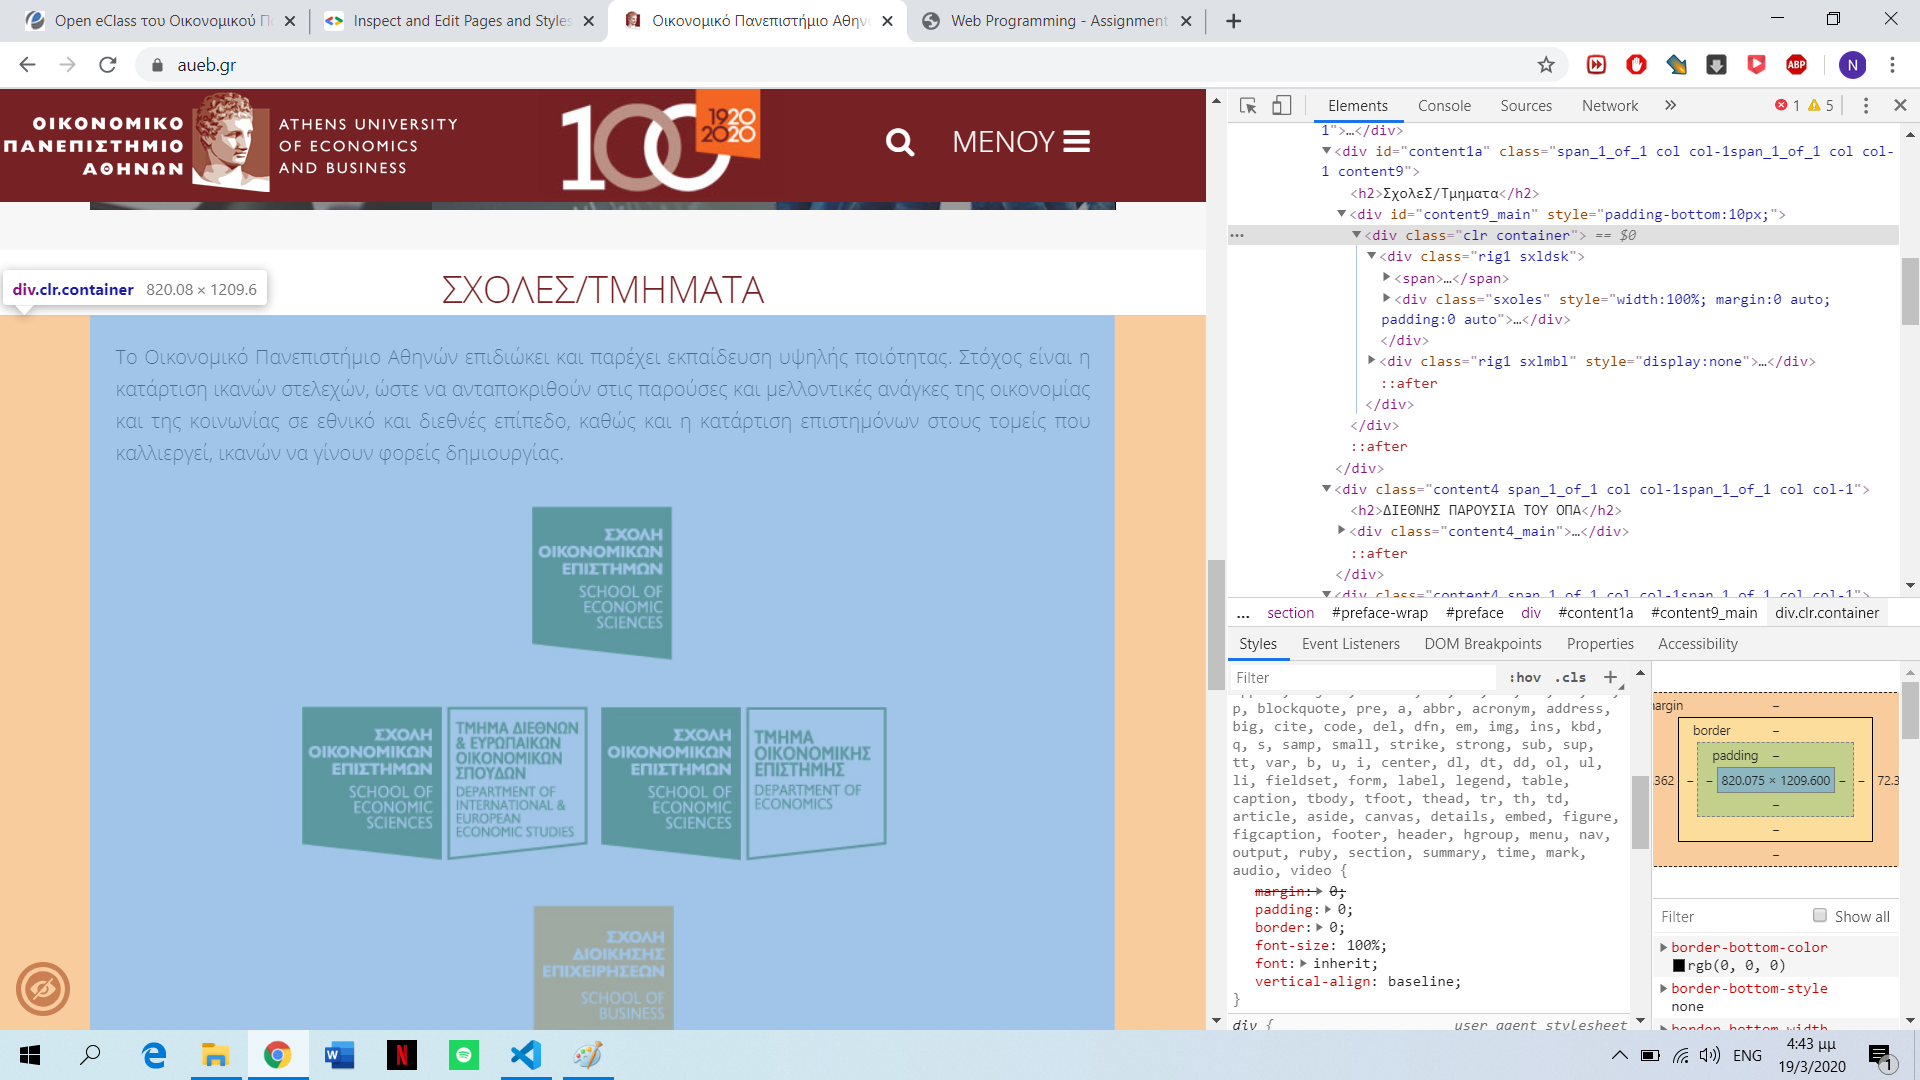 Open eClass του Οικονομικού Π
Inspect and Edit Pages and Styles
Οικονομικό Πανεπιστήμιο Αθην
Web Programming - Assignment
aueb.gr
N
ΟΙΚΟΝΟΜΙΚΟ
ΠΑΝΕΠΙΣΤΗΜΙΟ
ΑΘΗΝΩΝ
ATHENS UNIVERSITY
OF ECONOMICS
AND BUSINESS
100
1920
2020
ΜΕΝΟΥ
div.clr.container 820.08 × 1209.6
ΣΧΟΛΕΣ/ΤΜΗΜΑΤΑ
Το Οικονομικό Πανεπιστήμιο Αθηνών επιδιώκει και παρέχει εκπαίδευση υψηλής ποιότητας. Στόχος είναι η
κατάρτιση ικανών στελεχών, ώστε να ανταποκριθούν στις παρούσες και μελλοντικές ανάγκες της οικονομίας
και της κοινωνίας σε εθνικό και διεθνές επίπεδο, καθώς και η κατάρτιση επιστημόνων στους τομείς που
καλλιεργεί, ικανών να γίνουν φορείς δημιουργίας.
ΣΧΟΛΗ
ΟΙΚΟΝΟΜΙΚΩΝ
ΕΠΙΣΤΗΜΩΝ
SCHOOL OF
ECONOMIC
SCIENCES
ΣΧΟΛΗ
ΟΙΚΟΝΟΜΙΚΩΝ
ΕΠΙΣΤΗΜΩΝ
SCHOOL OF
ECONOMIC
SCIENCES
ΤΜΗΜΑ ΔΙΕΘΝΩΝ
& ΕΥΡΩΠΑΙΚΩΝ
ΟΙΚΟΝΟΜΙΚΩΝ
ΣΠΟΥΔΩΝ
DEPARTMENT OF
INTERNATIONAL &
EUROPEAN
ECONOMIC STUDIES
ΣΧΟΛΗ
ΟΙΚΟΝΟΜΙΚΩΝ
ΕΠΙΣΤΗΜΩΝ
SCHOOL OF
ECONOMIC
SCIENCES
ΤΜΗΜΑ
ΟΙΚΟΝΟΜΙΚΗΣ
ΕΠΙΣΤΗΜΗΣ
DEPARTMENT OF
ECONOMICS
ΣΧΟΛΗ
ΔΙΟΙΚΗΣΗΣ
ΕΠΙΧΕΙΡΗΣΕΩΝ
SCHOOL OF
BUSINESS
Elements Console Sources Network » 1 5
1">…</div>
<div id="content1a" class="span_1_of_1 col col-1span_1_of_1 col col-
1 content9">
<h2>ΣχολεΣ/Τμηματα</h2>
<div id="content9_main" style="padding-bottom:10px;">
<div class="clr container"> == $0
<div class="rig1 sxldsk">
<span>…</span>
<div class="sxoles" style="width:100%; margin:0 auto;
padding:0 auto">…</div>
</div>
<div class="rig1 sxlmbl" style="display:none">…</div>
::after
</div>
</div>
::after
</div>
<div class="content4 span_1_of_1 col col-1span_1_of_1 col col-1">
<h2>ΔΙΕΘΝΗΣ ΠΑΡΟΥΣΙΑ ΤΟΥ ΟΠΑ</h2>
<div class="content4_main">…</div>
::after
</div>
<div class="content4 span_1_of_1 col col-1span_1_of_1 col col-1">
... section #preface-wrap #preface div #content1a #content9_main div.clr.container
Styles Event Listeners DOM Breakpoints Properties Accessibility
Filter :hov .cls +
p, blockquote, pre, a, abbr, acronym, address,
big, cite, code, del, dfn, em, img, ins, kbd,
q, s, samp, small, strike, strong, sub, sup,
tt, var, b, u, i, center, dl, dt, dd, ol, ul,
li, fieldset, form, label, legend, table,
caption, tbody, tfoot, thead, tr, th, td,
article, aside, canvas, details, embed, figure,
figcaption, footer, header, hgroup, menu, nav,
output, ruby, section, summary, time, mark,
audio, video {
margin: 0;
padding: 0;
border: 0;
font-size: 100%;
font: inherit;
vertical-align: baseline;
}
div { user agent stylesheet
argin –
border –
padding –
362 – – 820.075 × 1209.600 – – 72.3
–
–
–
Filter Show all
border-bottom-color
rgb(0, 0, 0)
border-bottom-style
none
border-bottom-width
ABP
ENG
4:43 μμ
19/3/2020
1